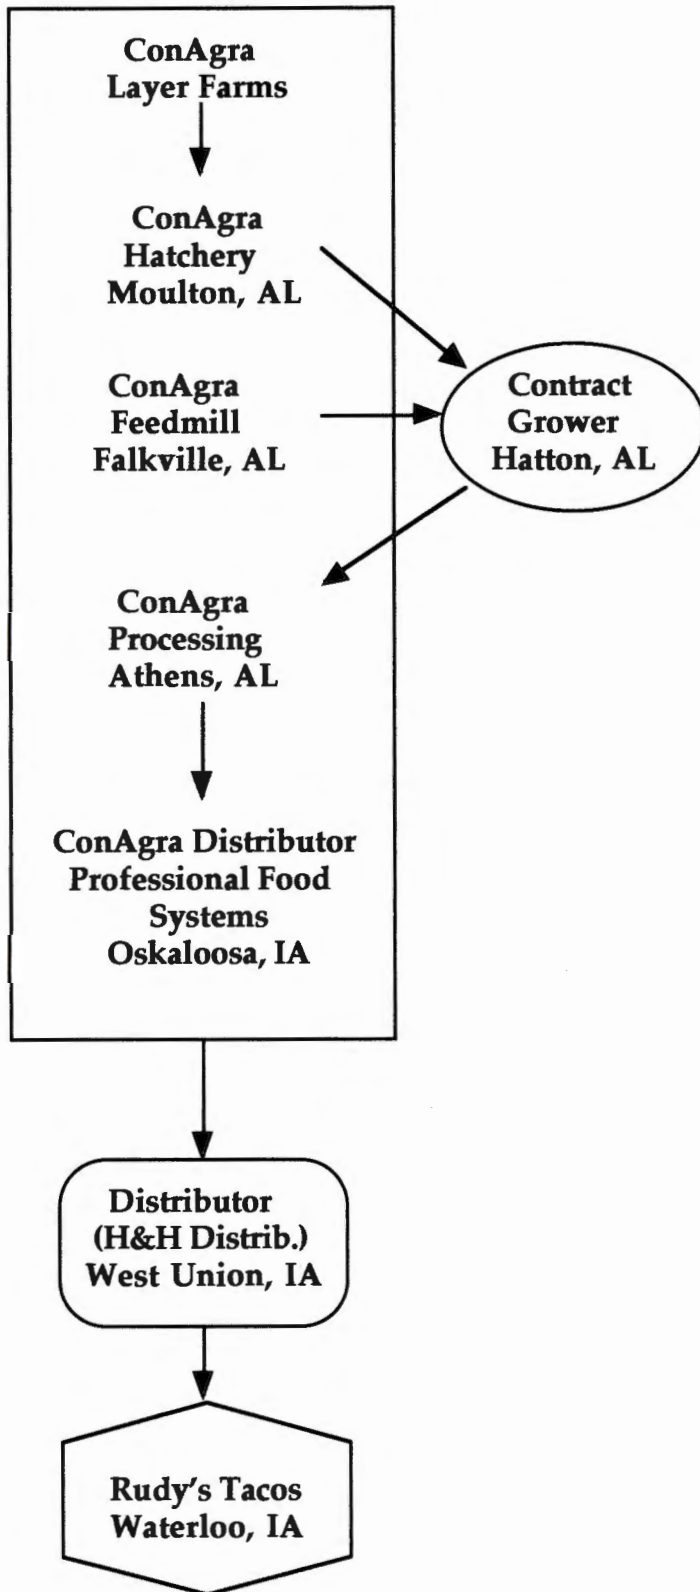 ConAgra
Layer Farms
ConAgra
Hatchery
Moulton, AL
ConAgra
Feedmill
Falkville, AL
Contract
Grower
Hatton, AL
ConAgra
Processing
Athens, AL
ConAgra Distributor
Professional Food
Systems
Oskaloosa, IA
Distributor
(H&H Distrib.)
West Union, IA
Rudy's Tacos
Waterloo, IA